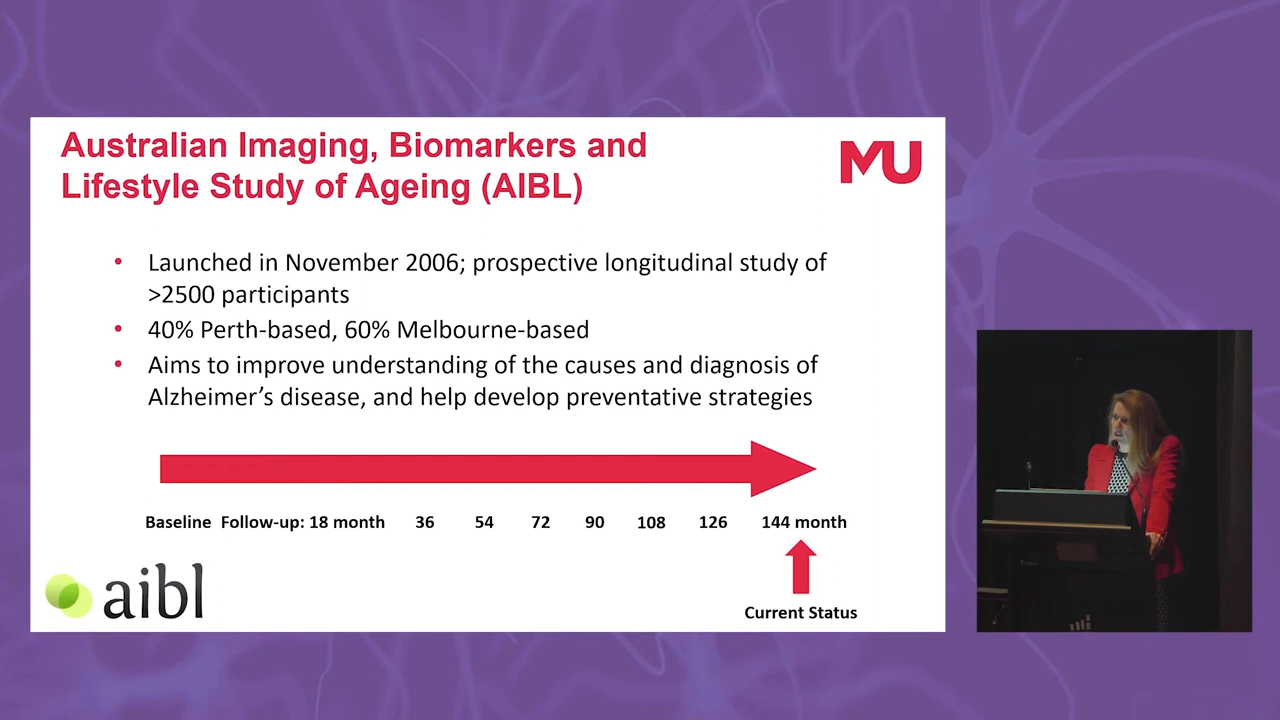 Australian Imaging, Biomarkers and
Lifestyle Study of Ageing (AIBL)
MU
• Launched in November 2006; prospective longitudinal study of
>2500 participants
• 40% Perth-based, 60% Melbourne-based
• Aims to improve understanding of the causes and diagnosis of
Alzheimer’s disease, and help develop preventative strategies
Baseline Follow-up: 18 month 36 54 72 90 108 126 144 month
Current Status
aibl